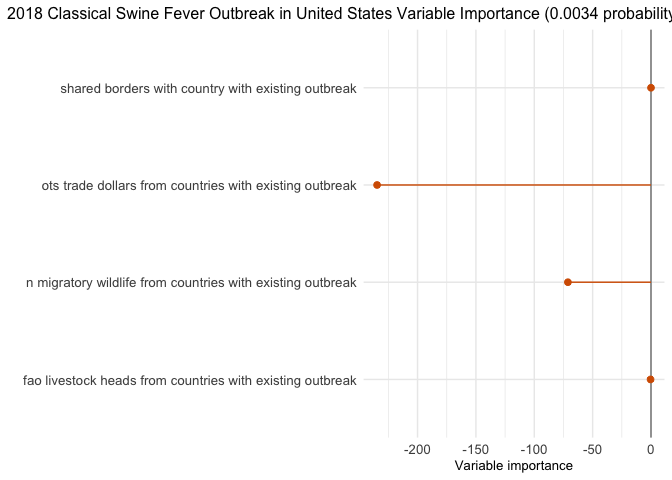 2018 Classical Swine Fever Outbreak in United States Variable Importance (0.0034 probability
shared borders with country with existing outbreak
ots trade dollars from countries with existing outbreak
n migratory wildlife from countries with existing outbreak
fao livestock heads from countries with existing outbreak
-200 -150 -100 -50 0
Variable importance